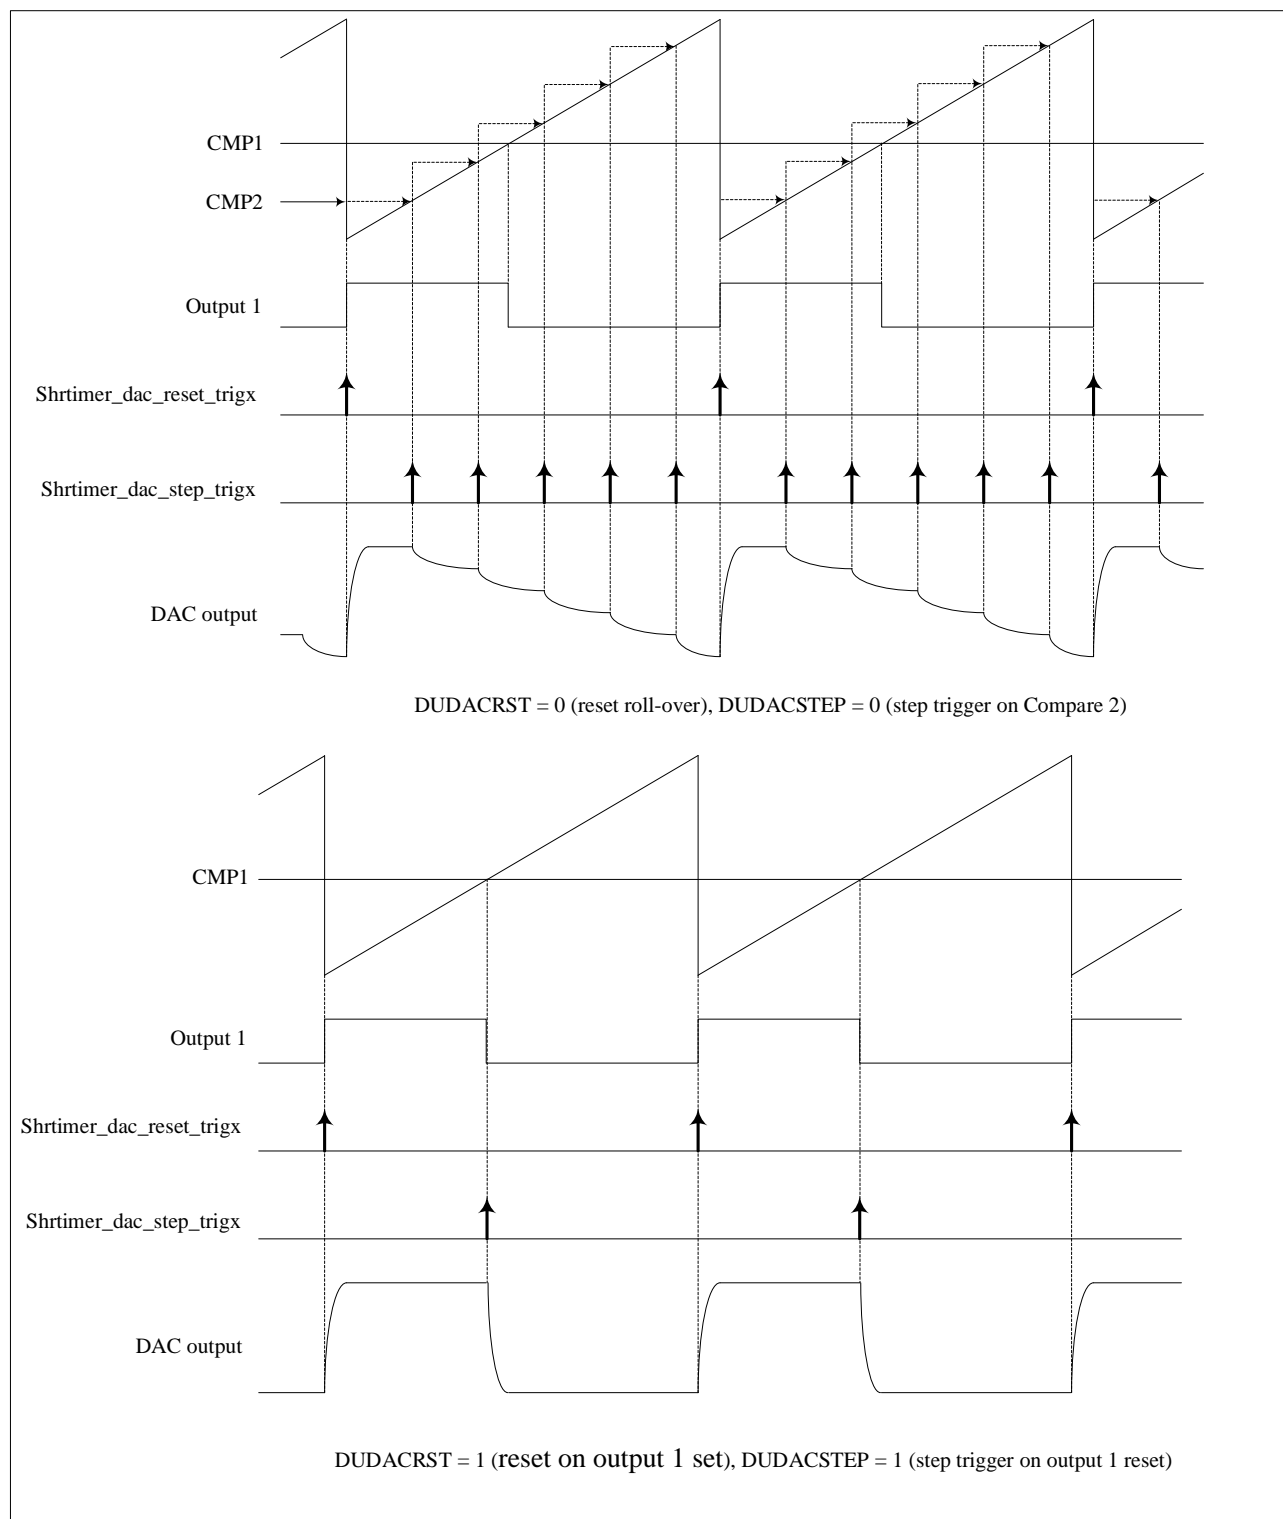 CMP1
CMP2
Output 1
Shrtimer_dac_reset_trigx
Shrtimer_dac_step_trigx
DAC output
DUDACRST = 0 (reset roll-over), DUDACSTEP = 0 (step trigger on Compare 2)
CMP1
Output 1
Shrtimer_dac_reset_trigx
Shrtimer_dac_step_trigx
DAC output
DUDACRST = 1 (reset on output 1 set), DUDACSTEP = 1 (step trigger on output 1 reset)